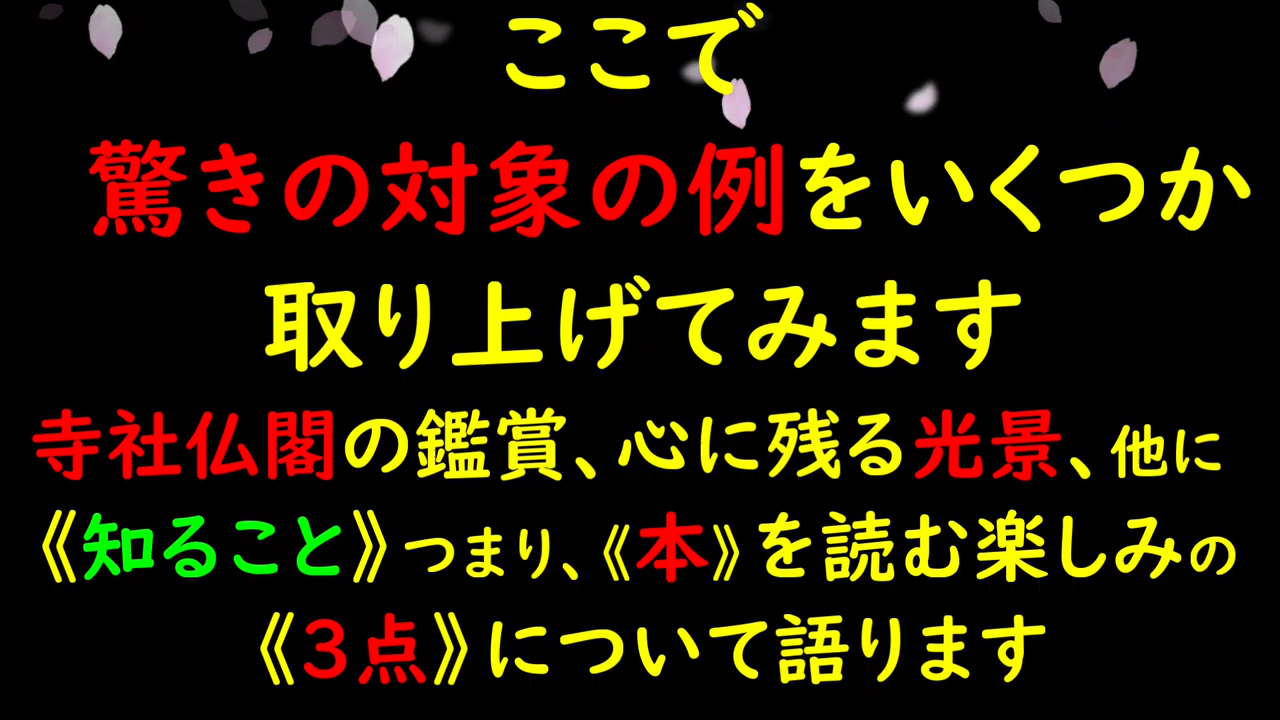 ここで
驚きの対象の例をいくつか
取り上げてみます
寺社仏閣の鑑賞、心に残る光景、他に
《知ること》つまり、《本》を読む楽しみの
《３点》について語ります